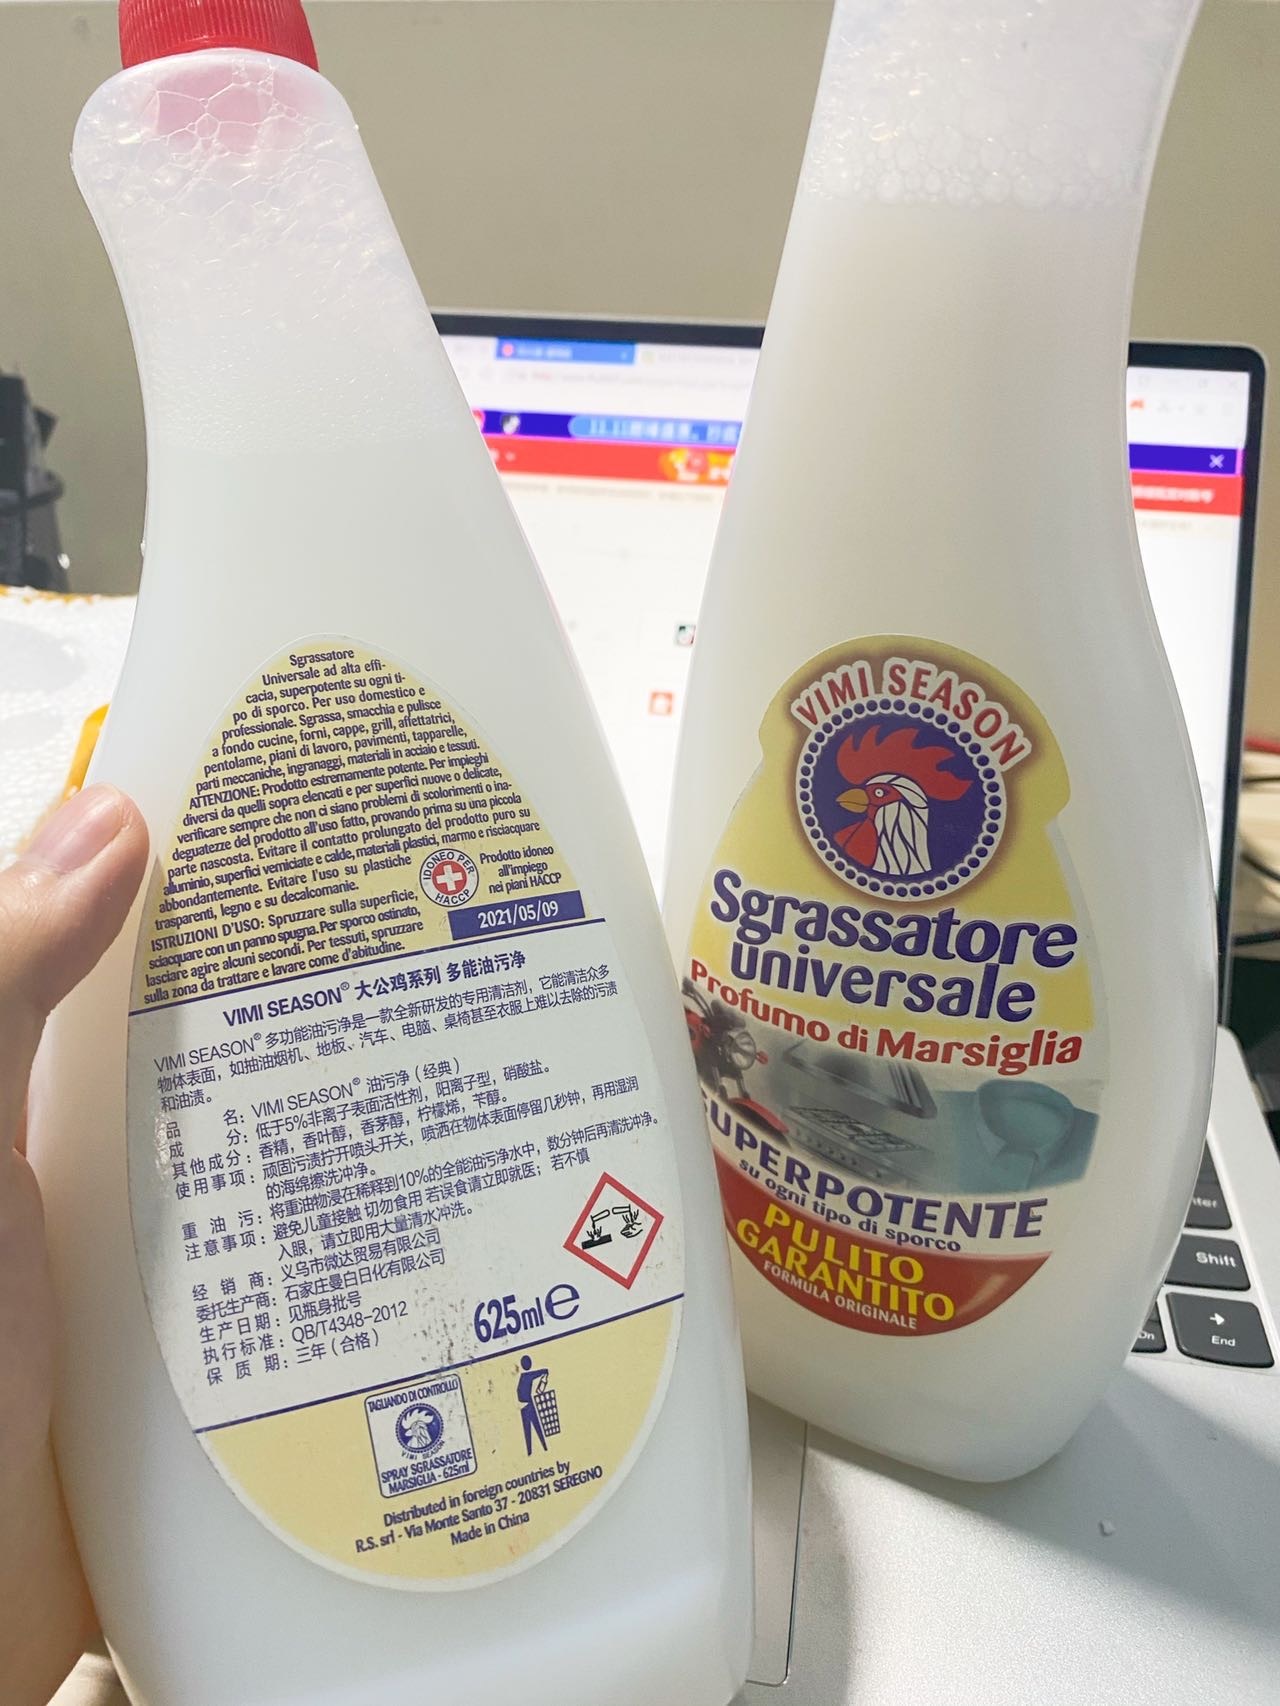 Sgrassatore
Universale ad alta effi-
cacia, superpotente su ogni ti-
po di sporco. Per uso domestico e
professionale. Sgrassa, smacchia e pulisce
a fondo cucine, forni, cappe, grill, affettatrici,
pentolame, piani di lavoro, pavimenti, tapparelle,
parti meccaniche, ingranaggi, materiali in acciaio e tessuti.
ATTENZIONE: Prodotto estremamente potente. Per impieghi
diversi da quelli sopra elencati e per superfici nuove o delicate,
verificare sempre che non ci siano problemi di scolorimenti o ina-
deguatezze del prodotto all'uso fatto, provando prima su una piccola
parte nascosta. Evitare il contatto prolungato del prodotto puro su
alluminio, superfici verniciate e calde, materiali plastici, marmo e risciacquare
abbondantemente. Evitare l'uso su plastiche
trasparenti, legno e su decalcomanie.
ISTRUZIONI D'USO: Spruzzare sulla superficie,
sciacquare con un panno spugna. Per sporco ostinato,
lasciare agire alcuni secondi. Per tessuti, spruzzare
sulla zona da trattare e lavare come d'abitudine.
IDONEO PER
HACCP
Prodotto idoneo
all'impiego
nei piani HACCP
2021/05/09
VIMI SEASON® 大公鸡系列 多能油污净
VIMI SEASON® 多功能油污净是一款全新研发的专用清洁剂，它能清洁众多
物体表面，如抽油烟机、地板、汽车、电脑、桌椅甚至衣服上难以去除的污渍
和油渍。
品 名：VIMI SEASON® 油污净（经典）
成 分：低于5%非离子表面活性剂，阳离子型，硝酸盐。
其他成分：香精，香叶醇，香茅醇，柠檬烯，苄醇。
使用事项：顽固污渍拧开喷头开关，喷洒在物体表面停留几秒钟，再用湿润
的海绵擦洗冲净。
重 油 污：将重油物浸在稀释到10%的全能油污净水中，数分钟后再清洗冲净。
注意事项：避免儿童接触 切勿食用 若误食请立即就医；若不慎
入眼，请立即用大量清水冲洗。
经 销 商：义乌市微达贸易有限公司
委托生产商：石家庄曼白日化有限公司
生产日期：见瓶身批号
执行标准：QB/T4348-2012
保 质 期：三年（合格）
625ml e
TAGLIANDO DI CONTROLLO
VIMI SEASON
SPRAY SGRASSATORE
MARSIGLIA - 625ml
Distributed in foreign countries by
R.S. srl - Via Monte Santo 37 - 20831 SEREGNO
Made in China
VIMI SEASON
Sgrassatore
universale
Profumo di Marsiglia
SUPERPOTENTE
su ogni tipo di sporco
PULITO
GARANTITO
FORMULA ORIGINALE
Shift
End